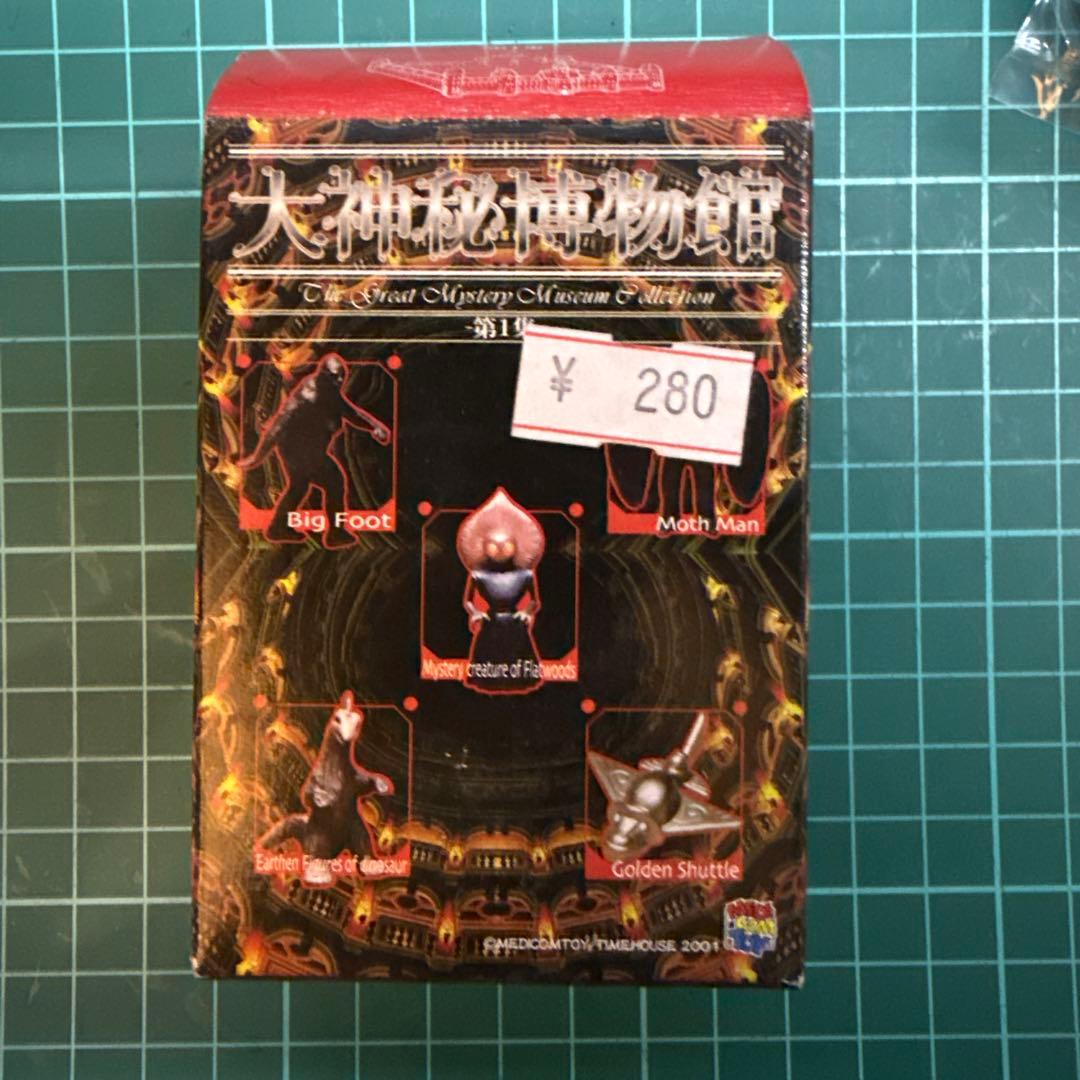 大神秘博物館
The Great Mystery Museum Collection
-第1集
¥ 280
Big Foot
Moth Man
Mystery creature of Flatwoods
Earthen Figures of dinosaur
Golden Shuttle
©MEDICOMTOY, TIMEHOUSE 2001